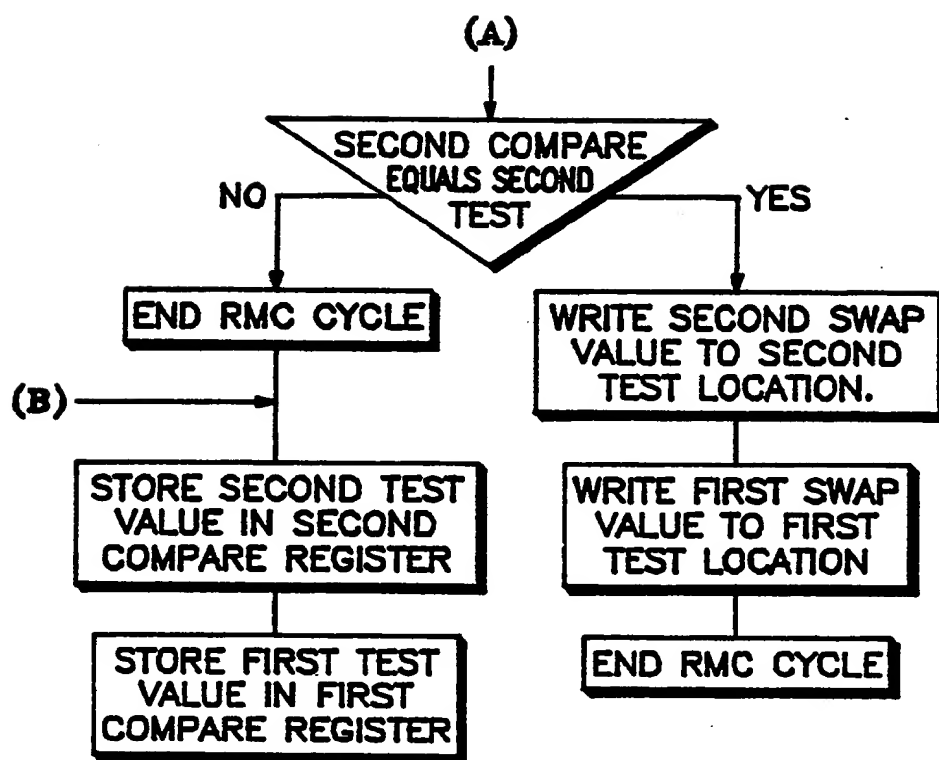 (A)
SECOND COMPARE
EQUALS SECOND
TEST
NO
YES
END RMC CYCLE
(B)
STORE SECOND TEST
VALUE IN SECOND
COMPARE REGISTER
STORE FIRST TEST
VALUE IN FIRST
COMPARE REGISTER
WRITE SECOND SWAP
VALUE TO SECOND
TEST LOCATION.
WRITE FIRST SWAP
VALUE TO FIRST
TEST LOCATION
END RMC CYCLE